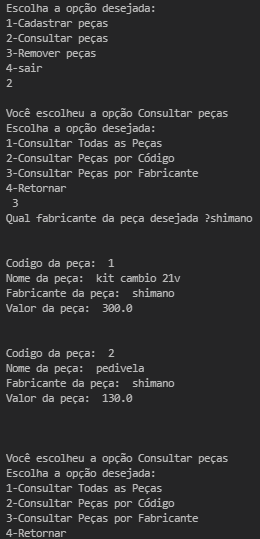 Escolha a opção desejada:
1-Cadastrar peças
2-Consultar peças
3-Remover peças
4-sair
2
Você escolheu a opção Consultar peças
Escolha a opção desejada:
1-Consultar Todas as Peças
2-Consultar Peças por Código
3-Consultar Peças por Fabricante
4-Retornar
3
Qual fabricante da peça desejada ?shimano
Codigo da peça:  1
Nome da peça:  kit cambio 21v
Fabricante da peça:  shimano
Valor da peça:  300.0
Codigo da peça:  2
Nome da peça:  pedivela
Fabricante da peça:  shimano
Valor da peça:  130.0
Você escolheu a opção Consultar peças
Escolha a opção desejada:
1-Consultar Todas as Peças
2-Consultar Peças por Código
3-Consultar Peças por Fabricante
4-Retornar